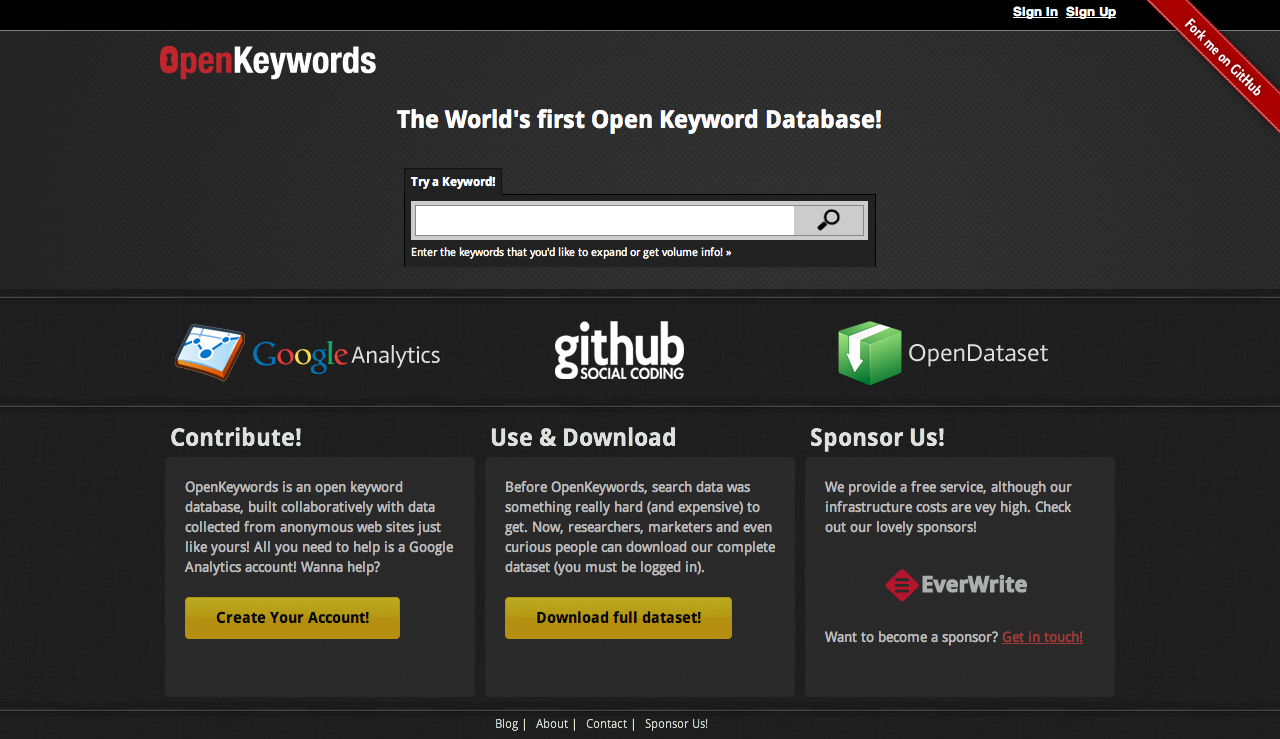 Sign In Sign Up
Fork me on GitHub
OpenKeywords
The World's first Open Keyword Database!
Try a Keyword!
Enter the keywords that you'd like to expand or get volume info! »
Google Analytics
github
SOCIAL CODING
OpenDataset
Contribute!
OpenKeywords is an open keyword
database, built collaboratively with data
collected from anonymous web sites just
like yours! All you need to help is a Google
Analytics account! Wanna help?
Create Your Account!
Use & Download
Before OpenKeywords, search data was
something really hard (and expensive) to
get. Now, researchers, marketers and even
curious people can download our complete
dataset (you must be logged in).
Download full dataset!
Sponsor Us!
We provide a free service, although our
infrastructure costs are vey high. Check
out our lovely sponsors!
EverWrite
Want to become a sponsor? Get in touch!
Blog | About | Contact | Sponsor Us!